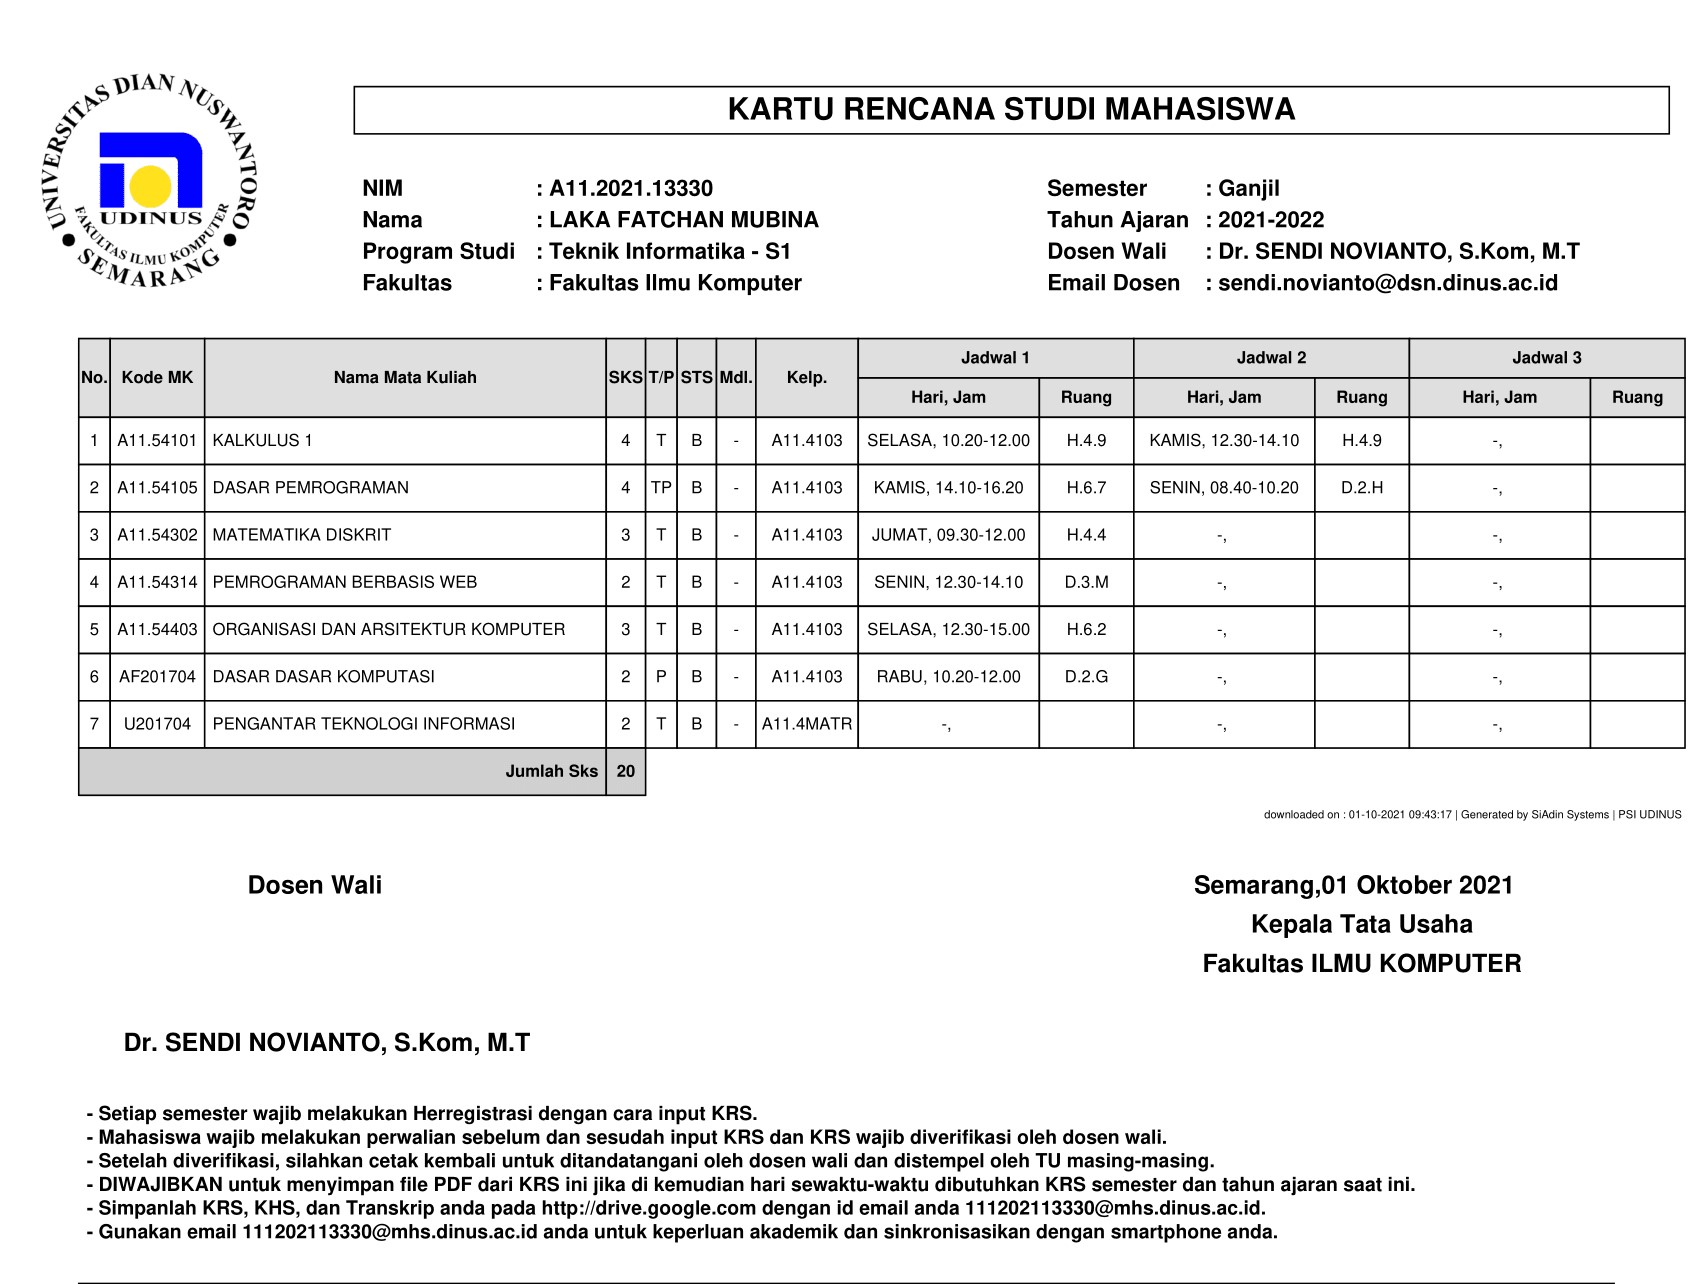 UNIVERSITAS DIAN NUSWANTORO
UDINUS
FAKULTAS ILMU KOMPUTER
SEMARANG
KARTU RENCANA STUDI MAHASISWA
NIM : A11.2021.13330 Semester : Ganjil
Nama : LAKA FATCHAN MUBINA Tahun Ajaran : 2021-2022
Program Studi : Teknik Informatika - S1 Dosen Wali : Dr. SENDI NOVIANTO, S.Kom, M.T
Fakultas : Fakultas Ilmu Komputer Email Dosen : sendi.novianto@dsn.dinus.ac.id
No. Kode MK Nama Mata Kuliah SKS T/P STS Mdl. Kelp. Jadwal 1 Jadwal 2 Jadwal 3
Hari, Jam Ruang Hari, Jam Ruang Hari, Jam Ruang
1 A11.54101 KALKULUS 1 4 T B - A11.4103 SELASA, 10.20-12.00 H.4.9 KAMIS, 12.30-14.10 H.4.9 -,
2 A11.54105 DASAR PEMROGRAMAN 4 TP B - A11.4103 KAMIS, 14.10-16.20 H.6.7 SENIN, 08.40-10.20 D.2.H -,
3 A11.54302 MATEMATIKA DISKRIT 3 T B - A11.4103 JUMAT, 09.30-12.00 H.4.4 -, -,
4 A11.54314 PEMROGRAMAN BERBASIS WEB 2 T B - A11.4103 SENIN, 12.30-14.10 D.3.M -, -,
5 A11.54403 ORGANISASI DAN ARSITEKTUR KOMPUTER 3 T B - A11.4103 SELASA, 12.30-15.00 H.6.2 -, -,
6 AF201704 DASAR DASAR KOMPUTASI 2 P B - A11.4103 RABU, 10.20-12.00 D.2.G -, -,
7 U201704 PENGANTAR TEKNOLOGI INFORMASI 2 T B - A11.4MATR -, -, -,
Jumlah Sks 20
downloaded on : 01-10-2021 09:43:17 | Generated by SiAdin Systems | PSI UDINUS
Dosen Wali Semarang,01 Oktober 2021
Kepala Tata Usaha
Fakultas ILMU KOMPUTER
Dr. SENDI NOVIANTO, S.Kom, M.T
- Setiap semester wajib melakukan Herregistrasi dengan cara input KRS.
- Mahasiswa wajib melakukan perwalian sebelum dan sesudah input KRS dan KRS wajib diverifikasi oleh dosen wali.
- Setelah diverifikasi, silahkan cetak kembali untuk ditandatangani oleh dosen wali dan distempel oleh TU masing-masing.
- DIWAJIBKAN untuk menyimpan file PDF dari KRS ini jika di kemudian hari sewaktu-waktu dibutuhkan KRS semester dan tahun ajaran saat ini.
- Simpanlah KRS, KHS, dan Transkrip anda pada http://drive.google.com dengan id email anda 111202113330@mhs.dinus.ac.id.
- Gunakan email 111202113330@mhs.dinus.ac.id anda untuk keperluan akademik dan sinkronisasikan dengan smartphone anda.